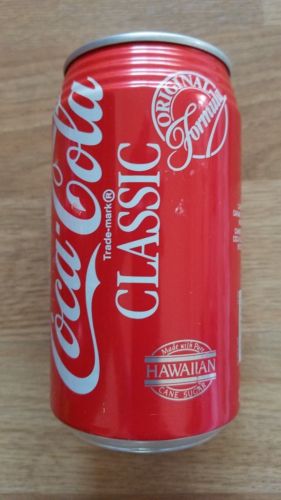 Coca-Cola
Trade-mark®
CLASSIC
ORIGINAL
Formula
Made with Pure
HAWAIIAN
CANE SUGAR